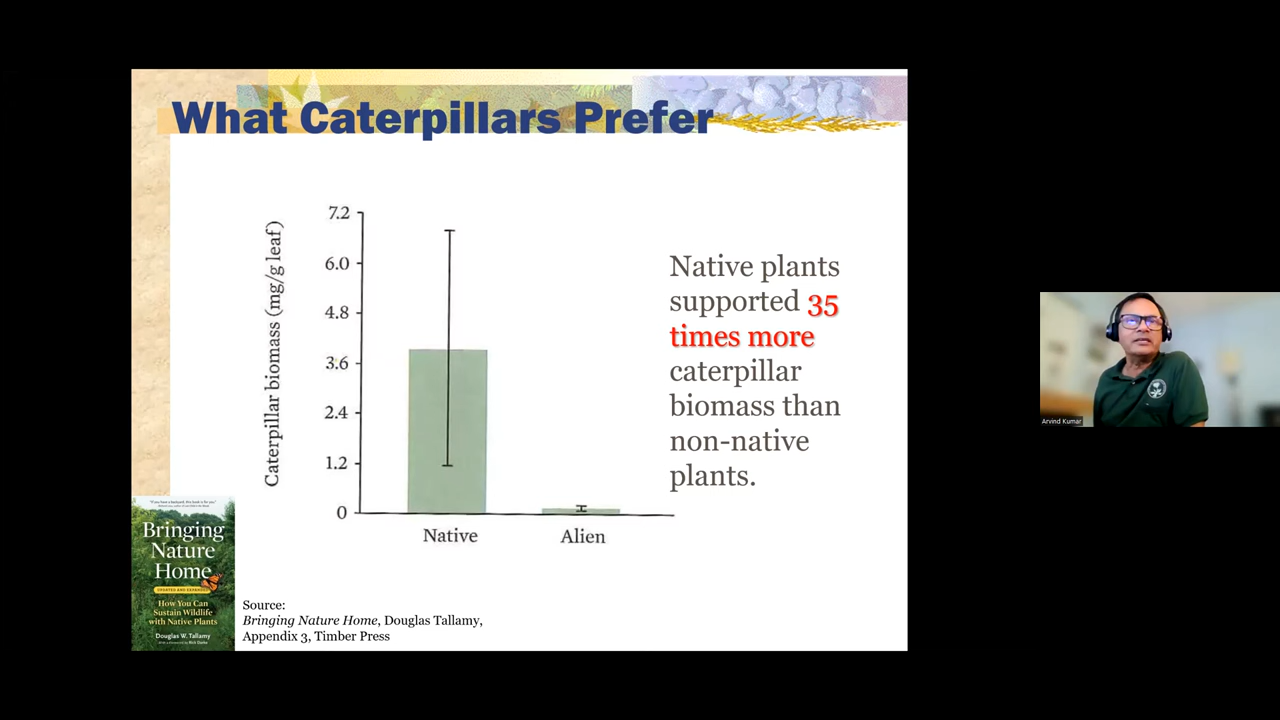 What Caterpillars Prefer
Caterpillar biomass (mg/g leaf)
7.2
6.0
4.8
3.6
2.4
1.2
0
Native
Alien
Native plants
supported 35
times more
caterpillar
biomass than
non-native
plants.
Bringing
Nature
Home
UPDATED AND EXPANDED
How You Can
Sustain Wildlife
with Native Plants
Douglas W. Tallamy
Source:
Bringing Nature Home, Douglas Tallamy,
Appendix 3, Timber Press
Arvind Kumar